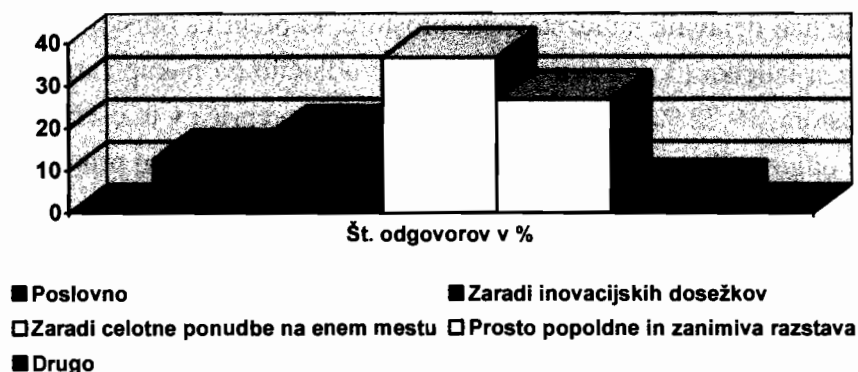 40
30
20
10
0
Št. odgovorov v %
Poslovno
Zaradi inovacijskih dosežkov
Zaradi celotne ponudbe na enem mestu
Prosto popoldne in zanimiva razstava
Drugo